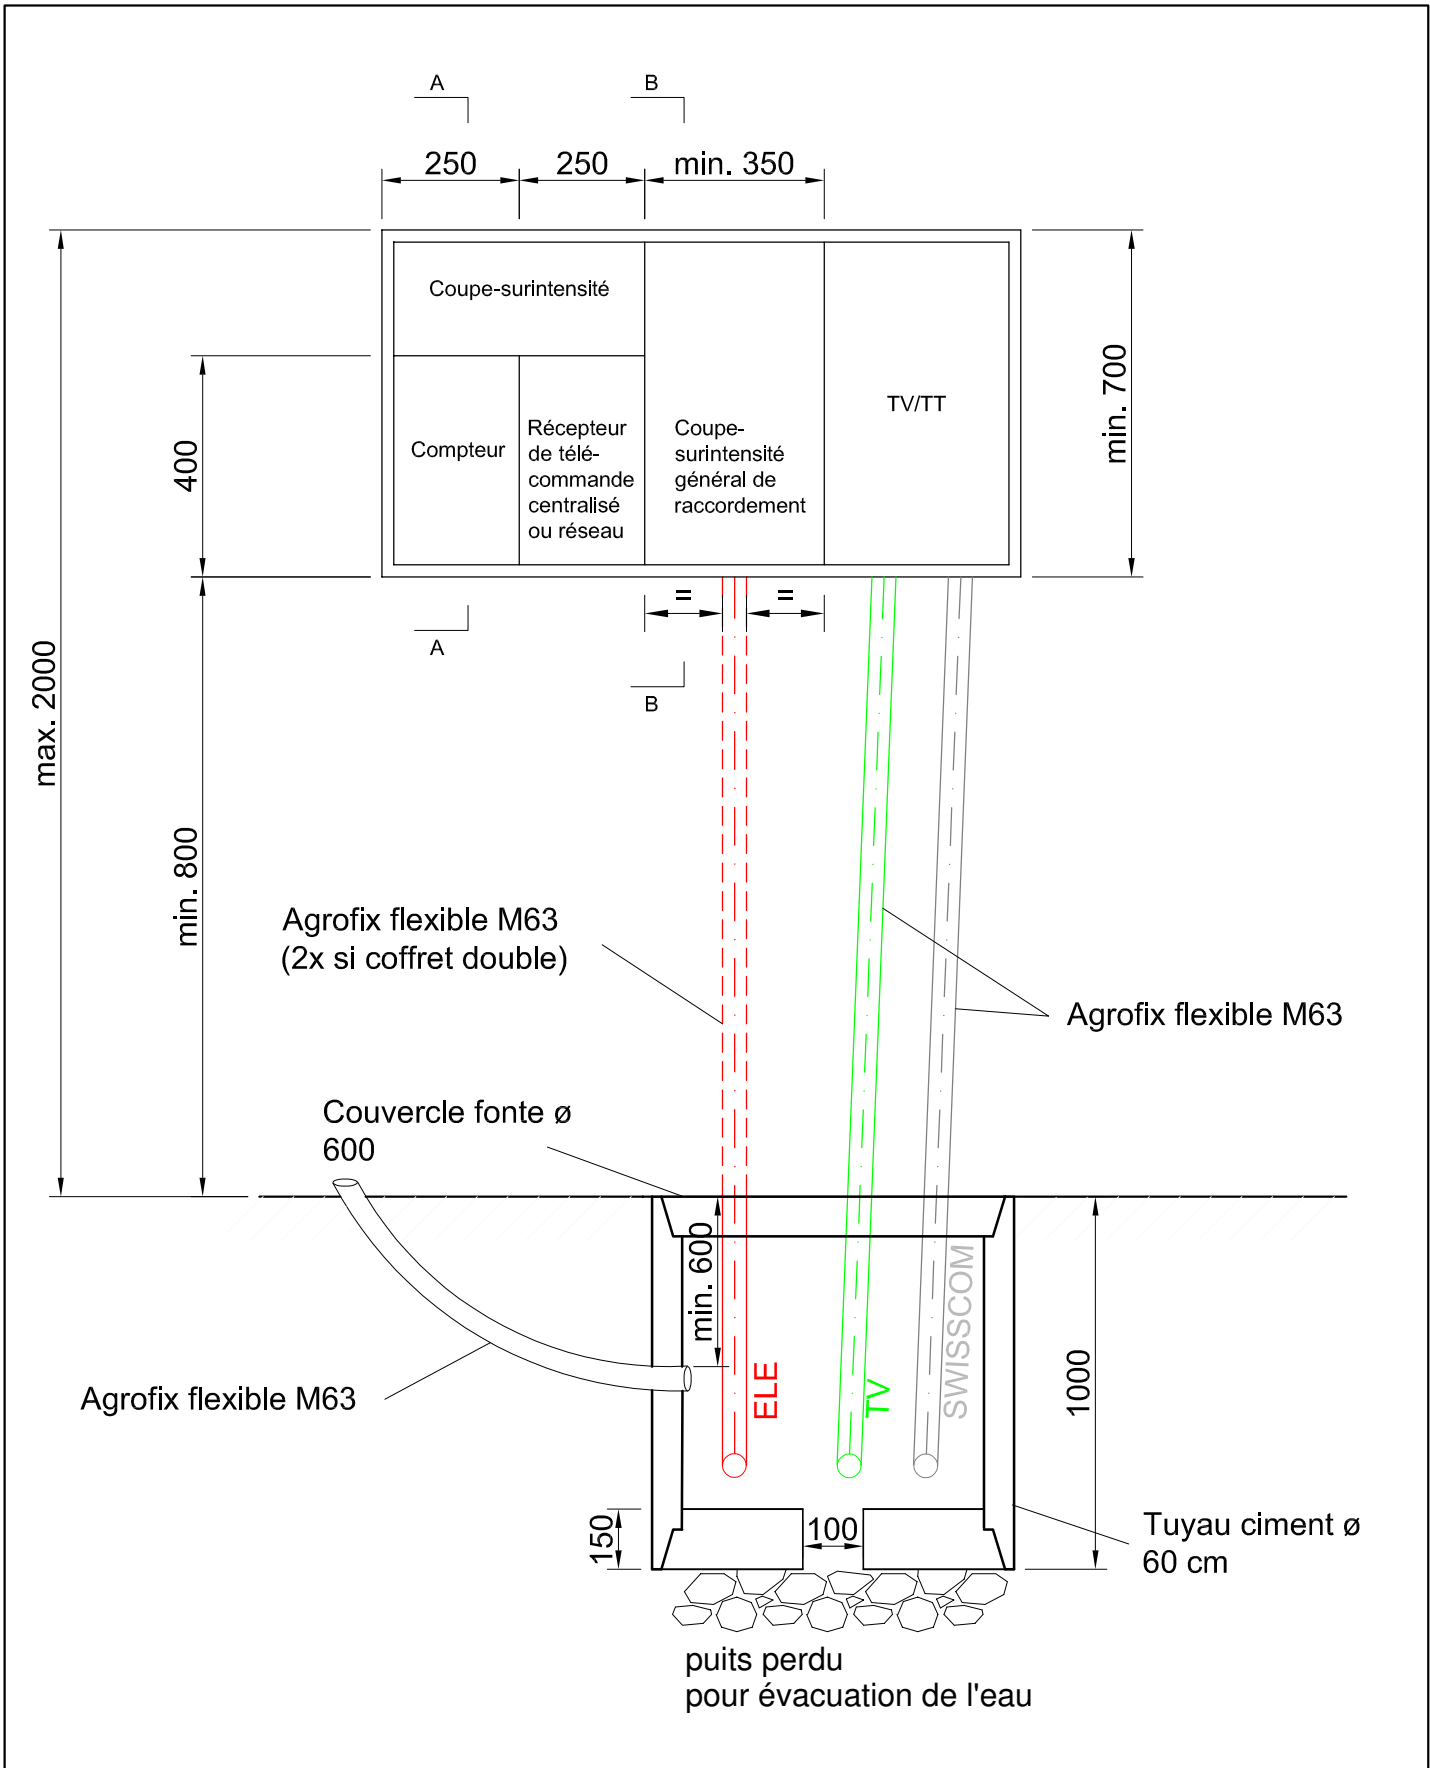 A
B
250
250
min. 350
Coupe-surintensité
TV/TT
Compteur
Récepteur
de télé-
commande
centralisé
ou réseau
Coupe-
surintensité
général de
raccordement
400
min. 700
=
=
A
B
max. 2000
min. 800
Agrofix flexible M63
(2x si coffret double)
Agrofix flexible M63
Couvercle fonte ø
600
min. 600
ELE
TV
SWISSCOM
1000
Agrofix flexible M63
150
100
Tuyau ciment ø
60 cm
puits perdu
pour évacuation de l'eau